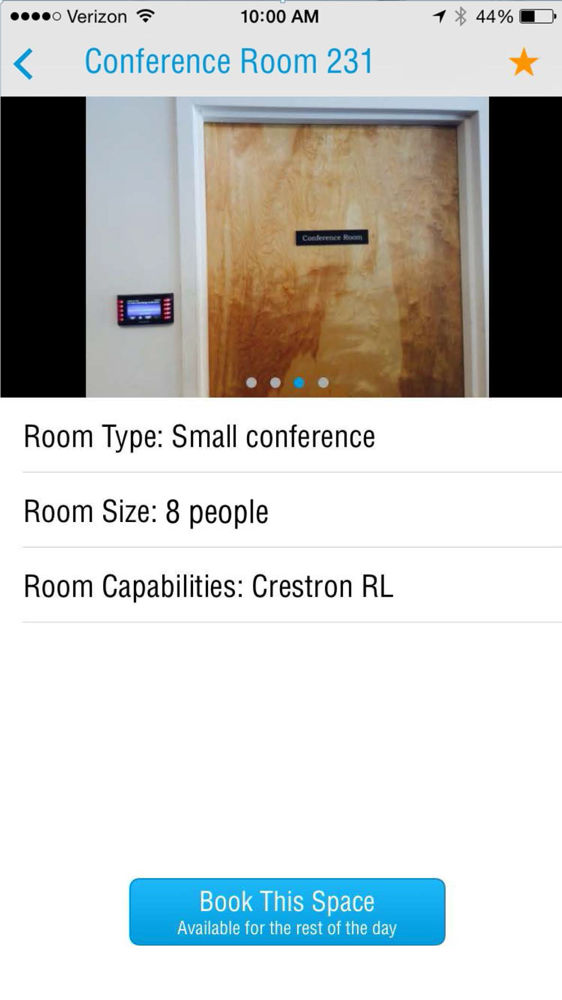 Verizon 10:00 AM 44%
Conference Room 231
Conference Room
Room Type: Small conference
Room Size: 8 people
Room Capabilities: Crestron RL
Book This Space
Available for the rest of the day